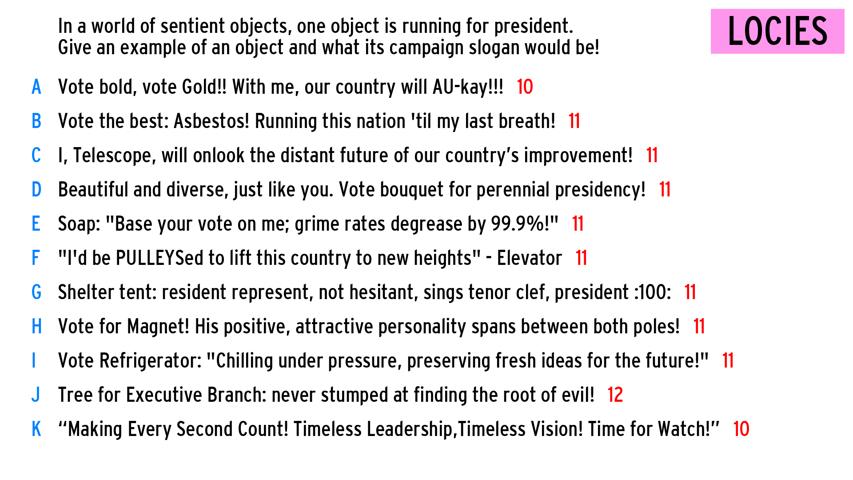 In a world of sentient objects, one object is running for president.
Give an example of an object and what its campaign slogan would be!
LOCIES
A Vote bold, vote Gold!! With me, our country will AU-kay!!! 10
B Vote the best: Asbestos! Running this nation 'til my last breath! 11
C I, Telescope, will onlook the distant future of our country’s improvement! 11
D Beautiful and diverse, just like you. Vote bouquet for perennial presidency! 11
E Soap: "Base your vote on me; grime rates degrease by 99.9%!" 11
F "I'd be PULLEYSed to lift this country to new heights" - Elevator 11
G Shelter tent: resident represent, not hesitant, sings tenor clef, president :100: 11
H Vote for Magnet! His positive, attractive personality spans between both poles! 11
I Vote Refrigerator: "Chilling under pressure, preserving fresh ideas for the future!" 11
J Tree for Executive Branch: never stumped at finding the root of evil! 12
K “Making Every Second Count! Timeless Leadership,Timeless Vision! Time for Watch!” 10